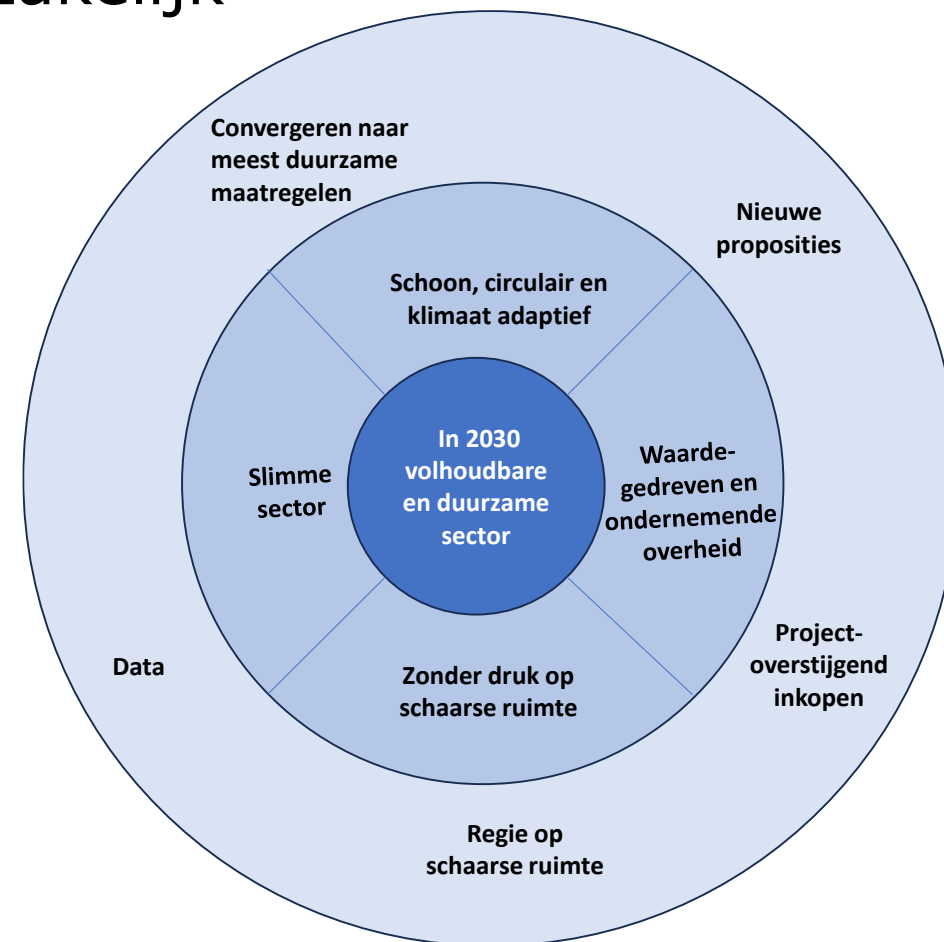 Convergeren naar
meest duurzame
maatregelen
Nieuwe
proposities
Schoon, circulair en
klimaat adaptief
In 2030
volhoudbare
en duurzame
sector
Slimme
sector
Waarde-
gedreven en
ondernemende
overheid
Zonder druk op
schaarse ruimte
Data
Project-
overstijgend
inkopen
Regie op
schaarse ruimte